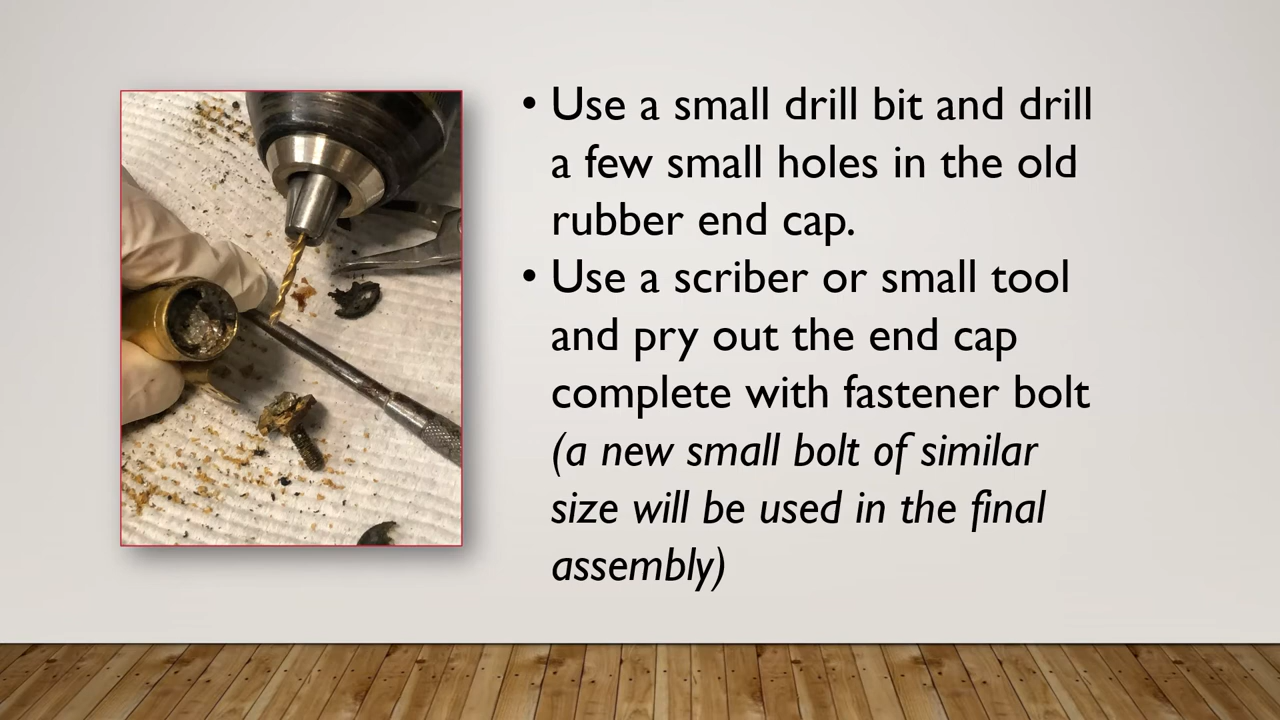 • Use a small drill bit and drill
a few small holes in the old
rubber end cap.
• Use a scriber or small tool
and pry out the end cap
complete with fastener bolt
(a new small bolt of similar
size will be used in the final
assembly)